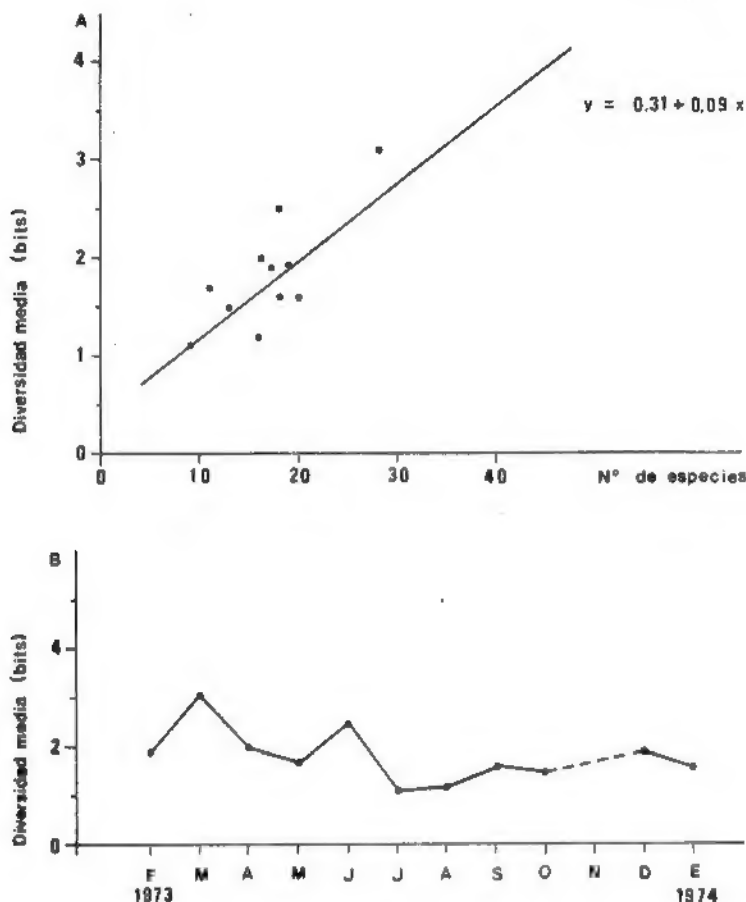 A
4
y = 0.31 + 0,09 x
3
2
1
0
Diversidad media (bits)
0 10 20 30 40 Nº de especies
B
4
2
0
Diversidad media (bits)
F M A M J J A S O N D E
1973 1974